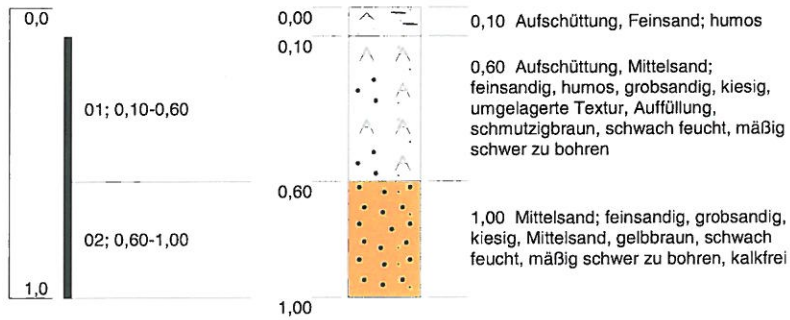 0,0
01; 0,10-0,60
02; 0,60-1,00
1,0
0,00
0,10
0,60
1,00
0,10 Aufschüttung, Feinsand; humos
0,60 Aufschüttung, Mittelsand;
feinsandig, humos, grobsandig, kiesig,
umgelagerte Textur, Auffüllung,
schmutzigbraun, schwach feucht, mäßig
schwer zu bohren
1,00 Mittelsand; feinsandig, grobsandig,
kiesig, Mittelsand, gelbbraun, schwach
feucht, mäßig schwer zu bohren, kalkfrei